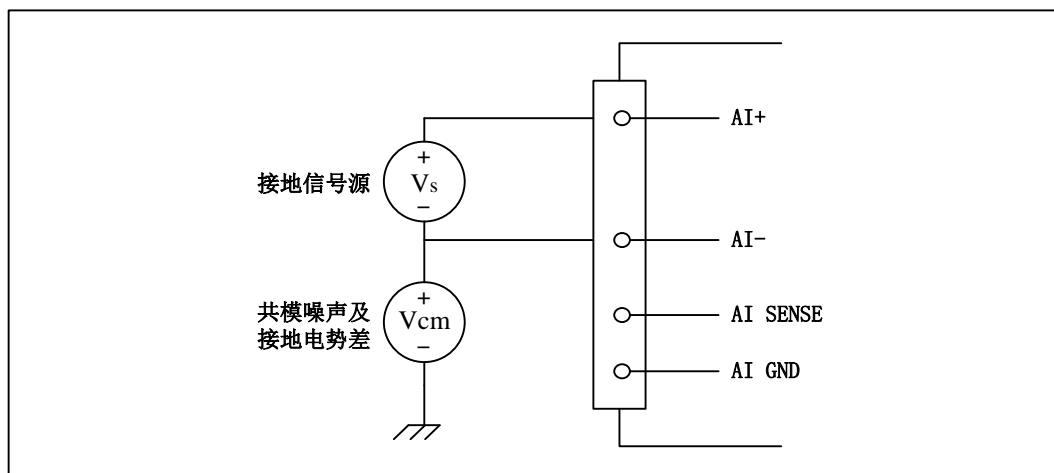 AI+
+
接地信号源
Vs
−
AI−
+
共模噪声及
接地电势差
Vcm
−
AI SENSE
AI GND